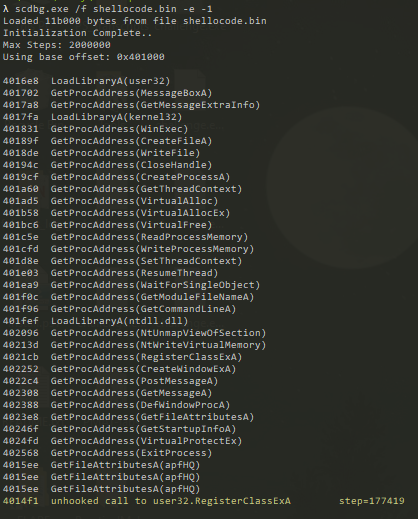 λ scdbg.exe /f shellocode.bin -e -1
Loaded 11b000 bytes from file shellocode.bin
Initialization Complete..
Max Steps: 2000000
Using base offset: 0x401000
4016e8 LoadLibraryA(user32)
401702 GetProcAddress(MessageBoxA)
4017a8 GetProcAddress(GetMessageExtraInfo)
4017fa LoadLibraryA(kernel32)
401831 GetProcAddress(WinExec)
40189f GetProcAddress(CreateFileA)
4018de GetProcAddress(WriteFile)
40194c GetProcAddress(CloseHandle)
4019cf GetProcAddress(CreateProcessA)
401a60 GetProcAddress(GetThreadContext)
401ad5 GetProcAddress(VirtualAlloc)
401b58 GetProcAddress(VirtualAllocEx)
401bc6 GetProcAddress(VirtualFree)
401c5e GetProcAddress(ReadProcessMemory)
401cfd GetProcAddress(WriteProcessMemory)
401d8e GetProcAddress(SetThreadContext)
401e03 GetProcAddress(ResumeThread)
401ea9 GetProcAddress(WaitForSingleObject)
401f0c GetProcAddress(GetModuleFileNameA)
401f96 GetProcAddress(GetCommandLineA)
401fef LoadLibraryA(ntdll.dll)
402096 GetProcAddress(NtUnmapViewOfSection)
40213d GetProcAddress(NtWriteVirtualMemory)
4021cb GetProcAddress(RegisterClassExA)
402252 GetProcAddress(CreateWindowExA)
4022c4 GetProcAddress(PostMessageA)
402308 GetProcAddress(GetMessageA)
402388 GetProcAddress(DefWindowProcA)
4023e8 GetProcAddress(GetFileAttributesA)
40246f GetProcAddress(GetStartupInfoA)
4024fd GetProcAddress(VirtualProtectEx)
402568 GetProcAddress(ExitProcess)
4015ee GetFileAttributesA(apfHQ)
4015ee GetFileAttributesA(apfHQ)
4015ee GetFileAttributesA(apfHQ)
4014f1 unhooked call to user32.RegisterClassExA step=177419